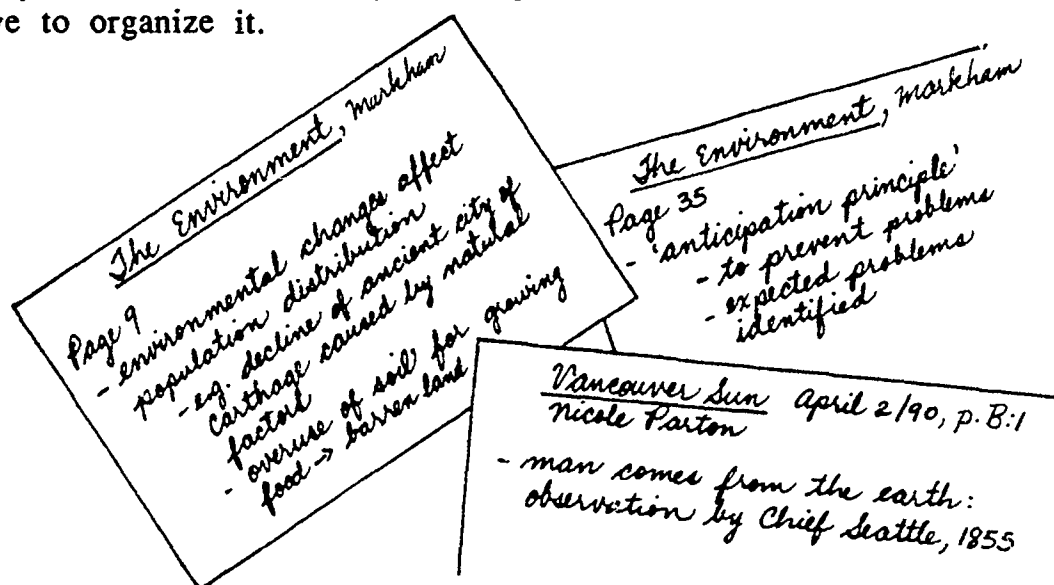 ve to organize it.
The Environment, Markham
Page 9
- environmental changes affect
population distribution
- e.g. decline of ancient city of
Carthage caused by natural
factors
- overuse of soil for growing
food → barren land
The Environment, Markham
Page 35
- 'anticipation principle'
- to prevent problems
- expected problems
identified
Vancouver Sun April 2/90, p. B:1
Nicole Parton
- man comes from the earth:
observation by Chief Seattle, 1855